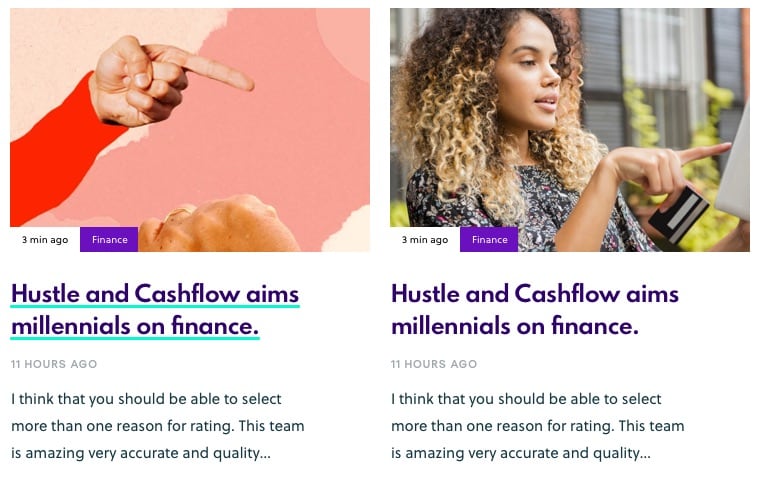 3 min ago Finance
Hustle and Cashflow aims
millennials on finance.
11 HOURS AGO
I think that you should be able to select
more than one reason for rating. This team
is amazing very accurate and quality...
3 min ago Finance
Hustle and Cashflow aims
millennials on finance.
11 HOURS AGO
I think that you should be able to select
more than one reason for rating. This team
is amazing very accurate and quality...